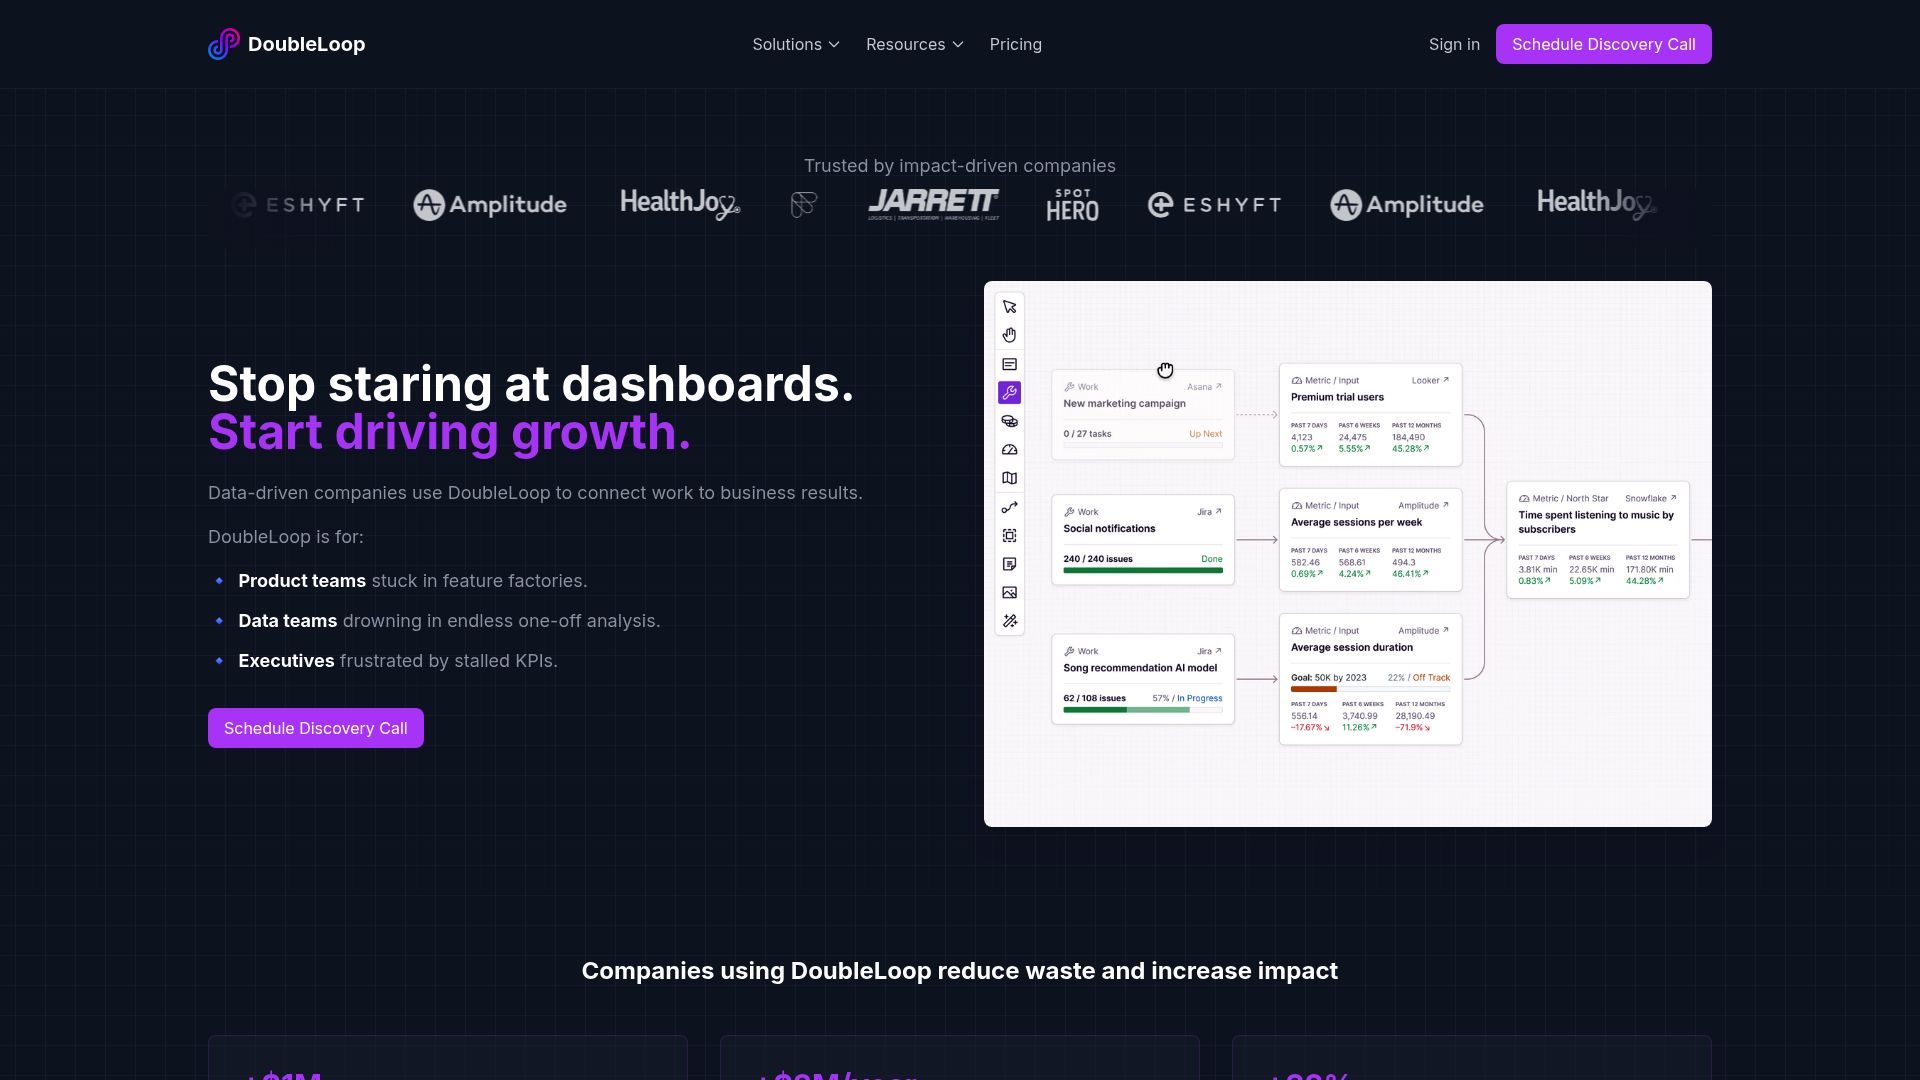 DoubleLoop
Solutions
Resources
Pricing
Sign in
Schedule Discovery Call
Trusted by impact-driven companies
ESHYFT
Amplitude
HealthJoy
JARRETT
LOGISTICS | TRANSPORTATION | WAREHOUSING | FLEET
SPOT
HERO
ESHYFT
Amplitude
HealthJoy
Stop staring at dashboards.
Start driving growth.
Data-driven companies use DoubleLoop to connect work to business results.
DoubleLoop is for:
Product teams stuck in feature factories.
Data teams drowning in endless one-off analysis.
Executives frustrated by stalled KPIs.
Schedule Discovery Call
Work Asana ↗
New marketing campaign
0 / 27 tasks Up Next
Work Jira ↗
Social notifications
240 / 240 issues Done
Work Jira ↗
Song recommendation AI model
62 / 108 issues 57% / In Progress
Metric / Input Looker ↗
Premium trial users
PAST 7 DAYS PAST 6 WEEKS PAST 12 MONTHS
4,123 24,475 184,490
0.57%↗ 5.55%↗ 45.28%↗
Metric / Input Amplitude ↗
Average sessions per week
PAST 7 DAYS PAST 6 WEEKS PAST 12 MONTHS
582.46 568.61 494.3
0.69%↗ 4.24%↗ 46.41%↗
Metric / Input Amplitude ↗
Average session duration
Goal: 50K by 2023 22% / Off Track
PAST 7 DAYS PAST 6 WEEKS PAST 12 MONTHS
556.14 3,740.99 28,190.49
-17.67%↘ 11.26%↗ -71.9%↘
Metric / North Star Snowflake ↗
Time spent listening to music by
subscribers
PAST 7 DAYS PAST 6 WEEKS PAST 12 MONTHS
3.81K min 22.65K min 171.80K min
0.83%↗ 5.09%↗ 44.28%↗
Companies using DoubleLoop reduce waste and increase impact